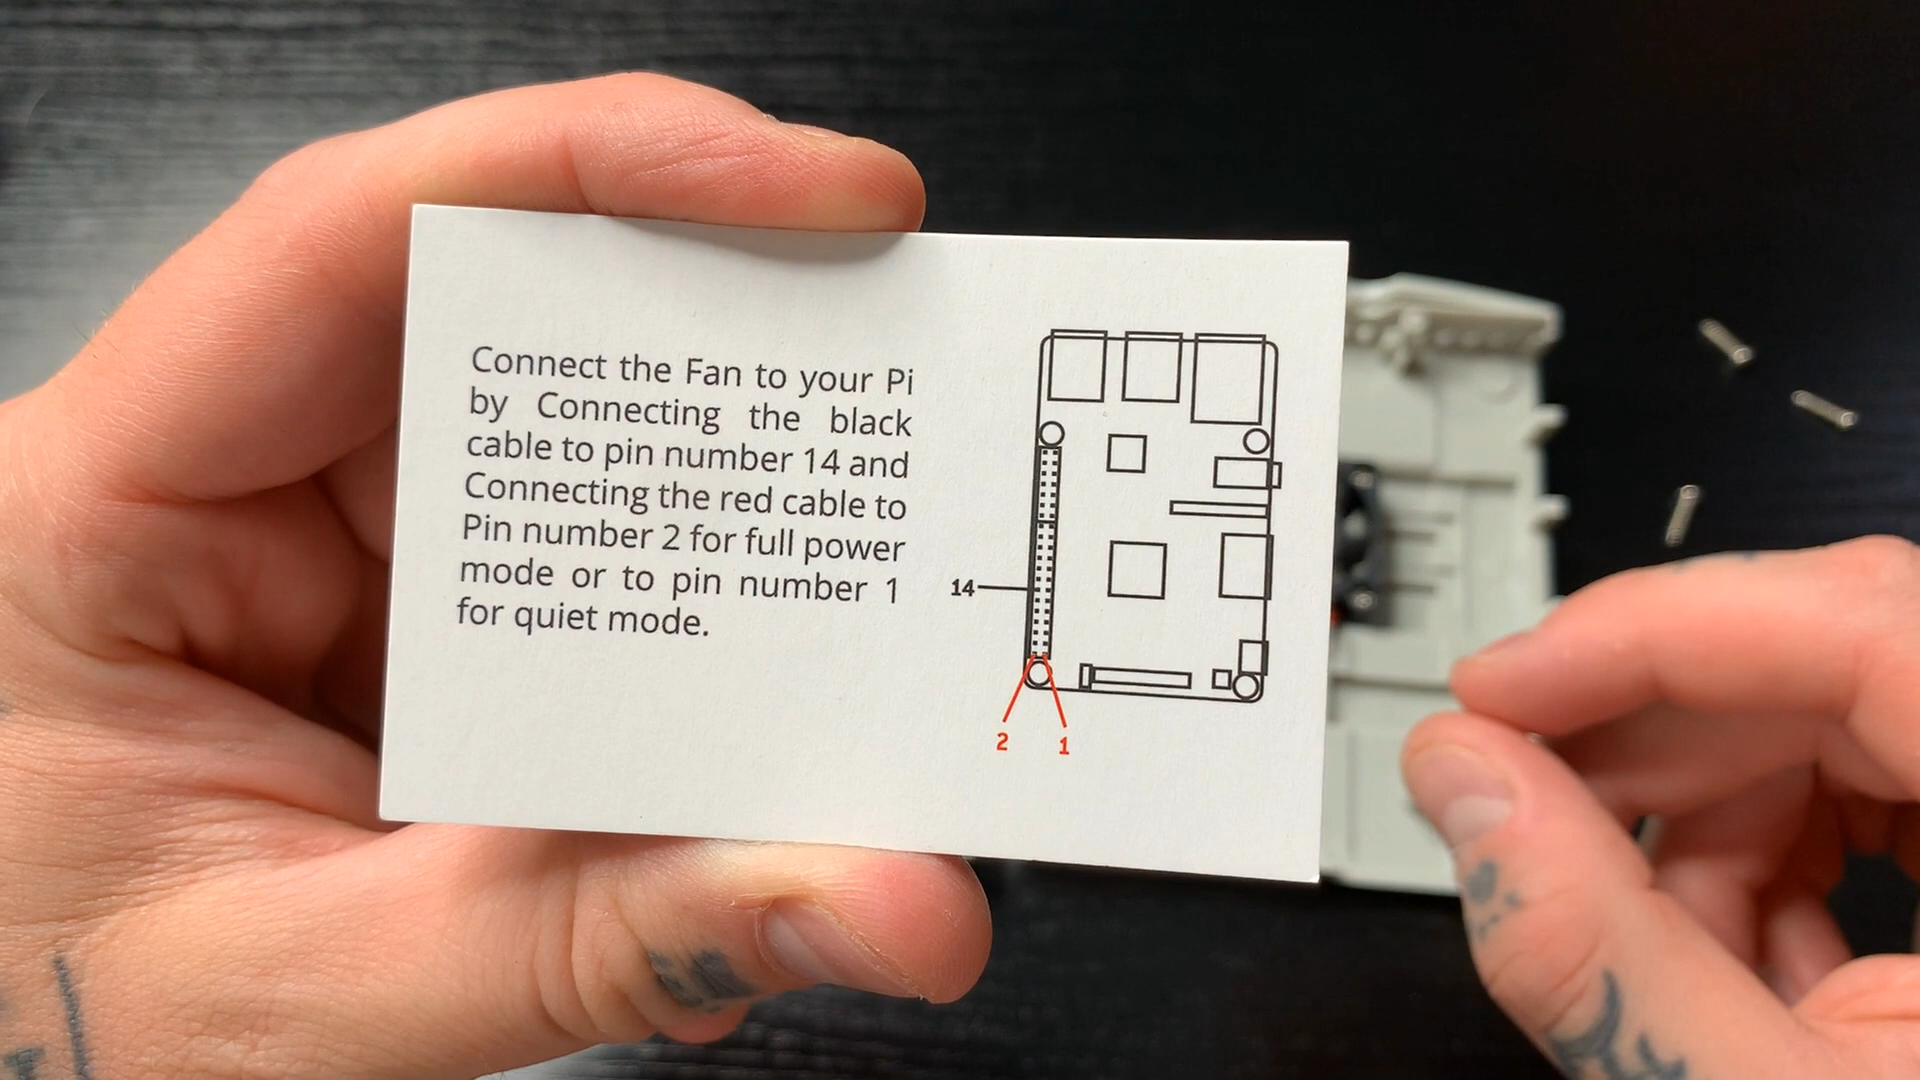 Connect the Fan to your Pi
by Connecting the black
cable to pin number 14 and
Connecting the red cable to
Pin number 2 for full power
mode or to pin number 1
for quiet mode.
14
2
1